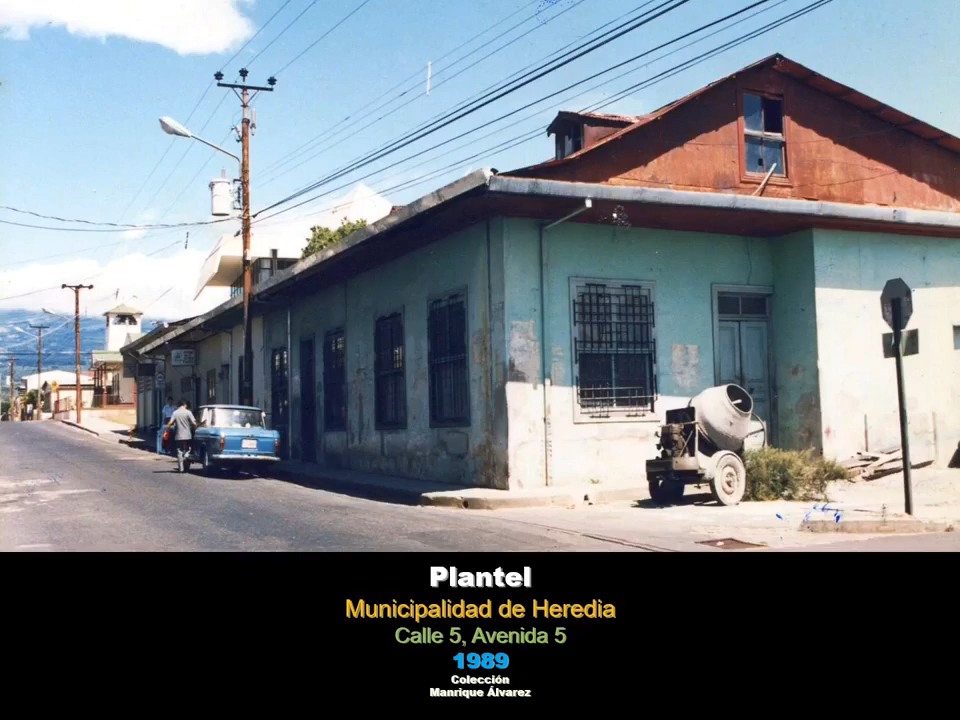 Plantel
Municipalidad de Heredia
Calle 5, Avenida 5
1989
Colección
Manrique Álvarez